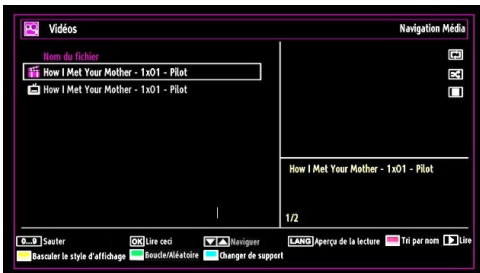 Vidéos Navigation Média
Nom du fichier
How I Met Your Mother - 1x01 - Pilot
How I Met Your Mother - 1x01 - Pilot
How I Met Your Mother - 1x01 - Pilot
1/2
0...9 Sauter OK Lire ceci Naviguer LANG Aperçu de la lecture Tri par nom Lire
Basculer le style d'affichage Boucle/Aléatoire Changer de support